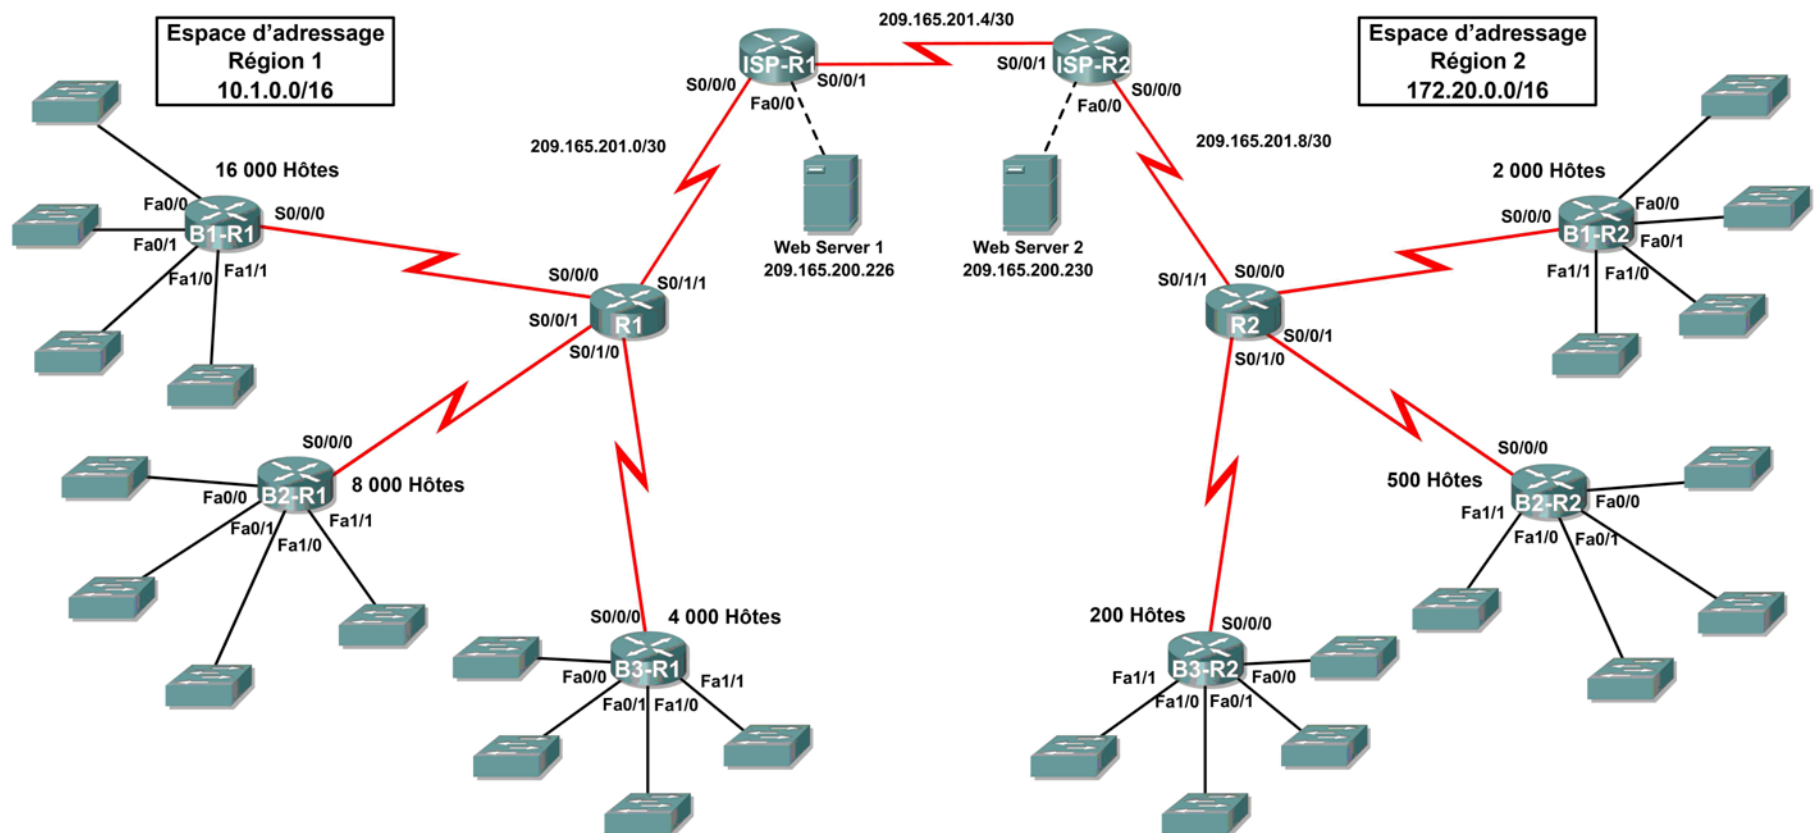 Espace d'adressage
Région 1
10.1.0.0/16
209.165.201.4/30
Espace d'adressage
Région 2
172.20.0.0/16
ISP-R1
S0/0/0
S0/0/1
Fa0/0
ISP-R2
S0/0/1
S0/0/0
Fa0/0
209.165.201.0/30
209.165.201.8/30
Web Server 1
209.165.200.226
Web Server 2
209.165.200.230
16 000 Hôtes
Fa0/0
S0/0/0
B1-R1
Fa0/1
Fa1/0
Fa1/1
2 000 Hôtes
Fa0/0
S0/0/0
B1-R2
Fa0/1
Fa1/1
Fa1/0
S0/0/0
S0/1/1
S0/0/1
R1
S0/1/0
S0/1/1
S0/0/0
R2
S0/0/1
S0/1/0
S0/0/0
8 000 Hôtes
B2-R1
Fa0/0
Fa0/1
Fa1/1
Fa1/0
S0/0/0
500 Hôtes
B2-R2
Fa0/0
Fa1/1
Fa1/0
Fa0/1
S0/0/0
4 000 Hôtes
B3-R1
Fa0/0
Fa1/1
Fa0/1
Fa1/0
200 Hôtes
S0/0/0
B3-R2
Fa1/1
Fa0/0
Fa1/0
Fa0/1